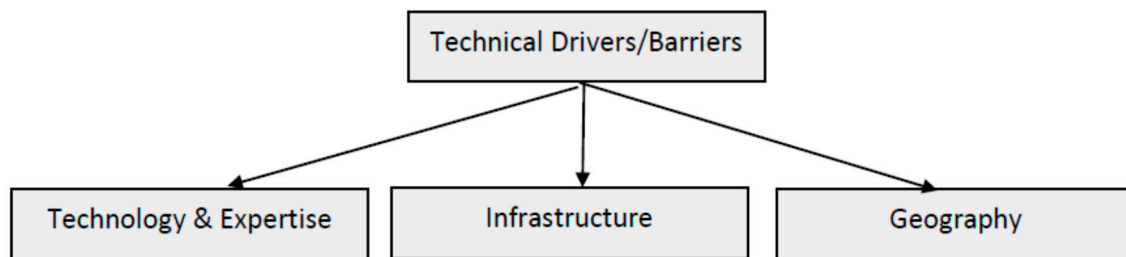 Technical Drivers/Barriers
Technology & Expertise
Infrastructure
Geography